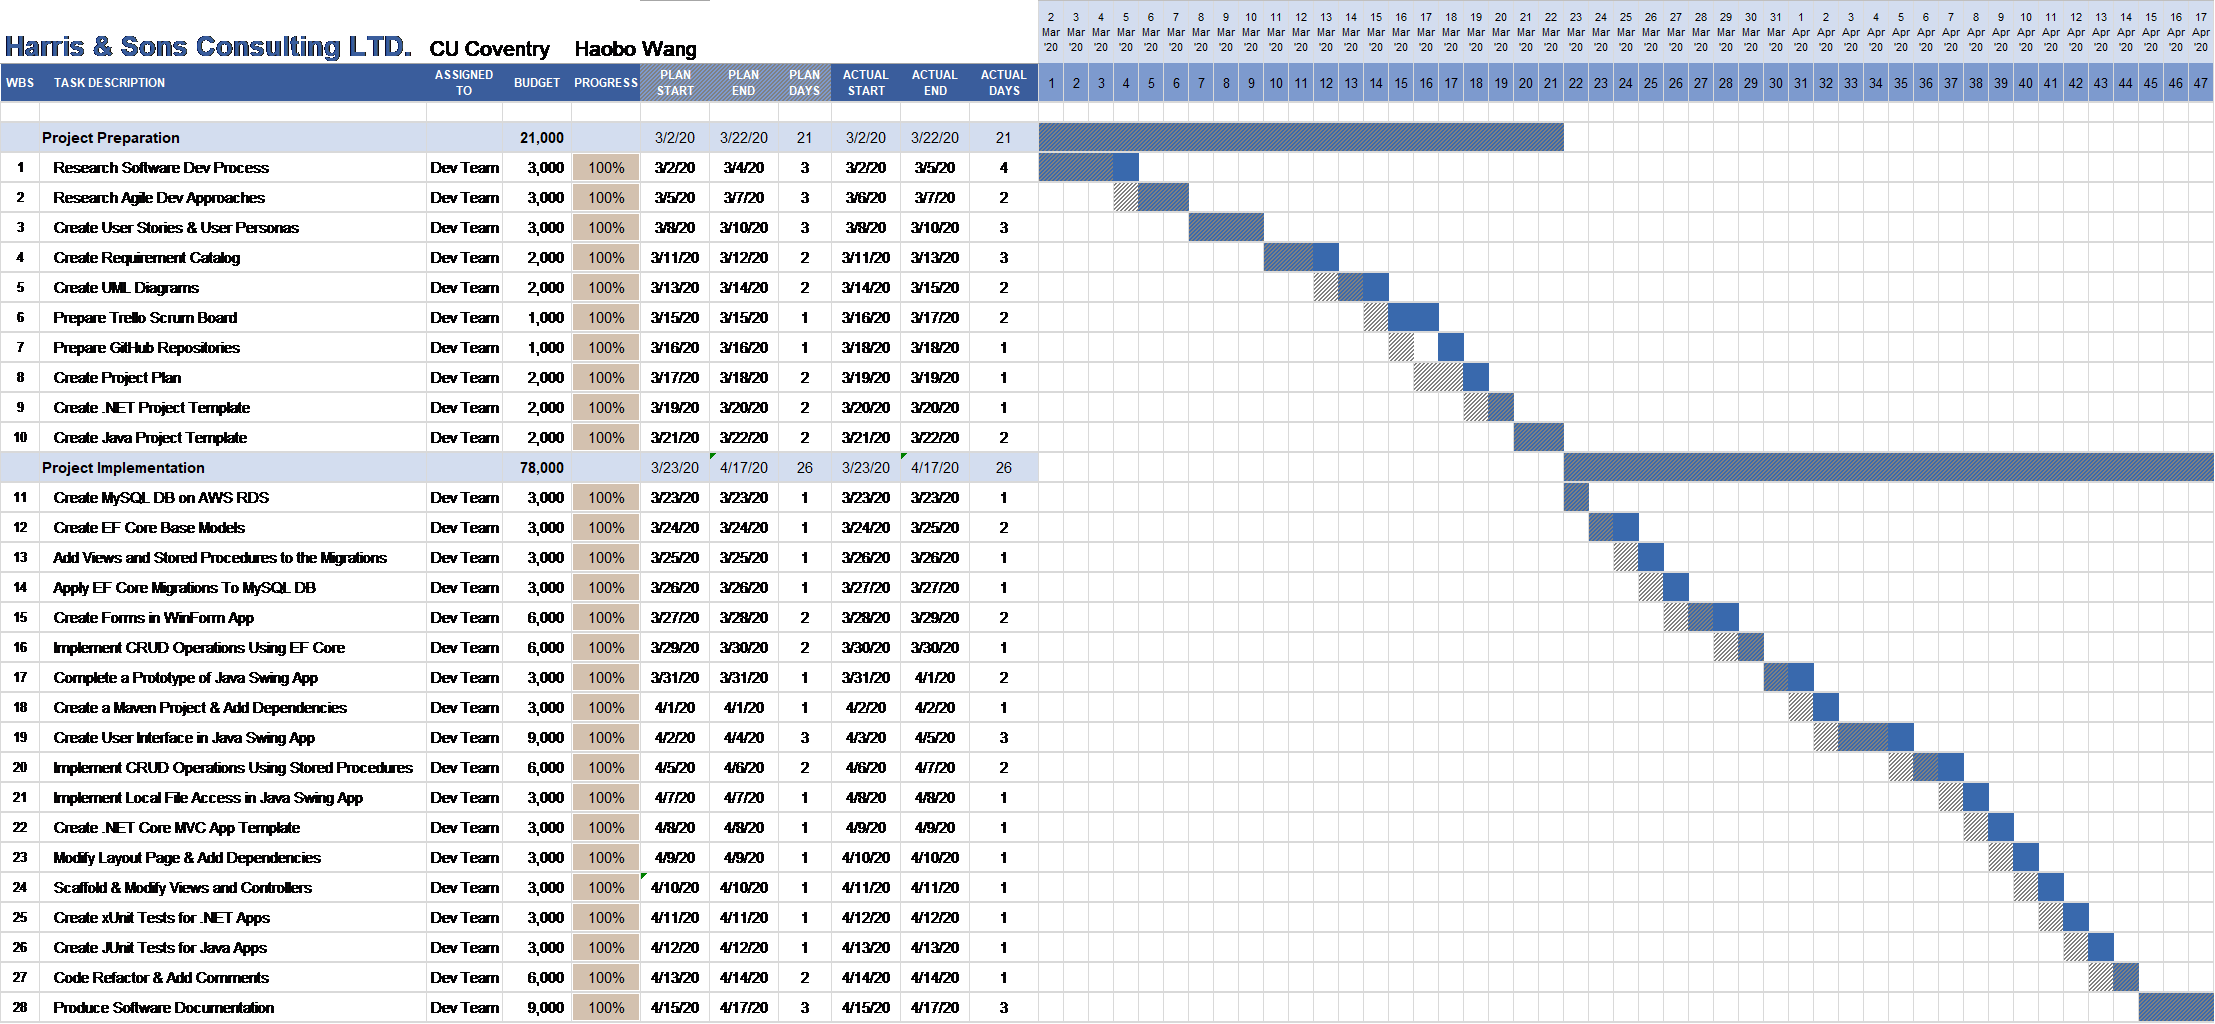 2 3 4 5 6 7 8 9 10 11 12 13 14 15 16 17 18 19 20 21 22 23 24 25 26 27 28 29 30 31 1 2 3 4 5 6 7 8 9 10 11 12 13 14 15 16 17
Mar Mar Mar Mar Mar Mar Mar Mar Mar Mar Mar Mar Mar Mar Mar Mar Mar Mar Mar Mar Mar Mar Mar Mar Mar Mar Mar Mar Mar Mar Apr Apr Apr Apr Apr Apr Apr Apr Apr Apr Apr Apr Apr Apr Apr Apr Apr
'20 '20 '20 '20 '20 '20 '20 '20 '20 '20 '20 '20 '20 '20 '20 '20 '20 '20 '20 '20 '20 '20 '20 '20 '20 '20 '20 '20 '20 '20 '20 '20 '20 '20 '20 '20 '20 '20 '20 '20 '20 '20 '20 '20 '20 '20 '20
Harris & Sons Consulting LTD. CU Coventry Haobo Wang
WBS TASK DESCRIPTION ASSIGNED TO BUDGET PROGRESS PLAN START PLAN END PLAN DAYS ACTUAL START ACTUAL END ACTUAL DAYS 1 2 3 4 5 6 7 8 9 10 11 12 13 14 15 16 17 18 19 20 21 22 23 24 25 26 27 28 29 30 31 32 33 34 35 36 37 38 39 40 41 42 43 44 45 46 47
Project Preparation 21,000 3/2/20 3/22/20 21 3/2/20 3/22/20 21
1 Research Software Dev Process Dev Team 3,000 100% 3/2/20 3/4/20 3 3/2/20 3/5/20 4
2 Research Agile Dev Approaches Dev Team 3,000 100% 3/5/20 3/7/20 3 3/6/20 3/7/20 2
3 Create User Stories & User Personas Dev Team 3,000 100% 3/8/20 3/10/20 3 3/8/20 3/10/20 3
4 Create Requirement Catalog Dev Team 2,000 100% 3/11/20 3/12/20 2 3/11/20 3/13/20 3
5 Create UML Diagrams Dev Team 2,000 100% 3/13/20 3/14/20 2 3/14/20 3/15/20 2
6 Prepare Trello Scrum Board Dev Team 1,000 100% 3/15/20 3/15/20 1 3/16/20 3/17/20 2
7 Prepare GitHub Repositories Dev Team 1,000 100% 3/16/20 3/16/20 1 3/18/20 3/18/20 1
8 Create Project Plan Dev Team 2,000 100% 3/17/20 3/18/20 2 3/19/20 3/19/20 1
9 Create .NET Project Template Dev Team 2,000 100% 3/19/20 3/20/20 2 3/20/20 3/20/20 1
10 Create Java Project Template Dev Team 2,000 100% 3/21/20 3/22/20 2 3/21/20 3/22/20 2
Project Implementation 78,000 3/23/20 4/17/20 26 3/23/20 4/17/20 26
11 Create MySQL DB on AWS RDS Dev Team 3,000 100% 3/23/20 3/23/20 1 3/23/20 3/23/20 1
12 Create EF Core Base Models Dev Team 3,000 100% 3/24/20 3/24/20 1 3/24/20 3/25/20 2
13 Add Views and Stored Procedures to the Migrations Dev Team 3,000 100% 3/25/20 3/25/20 1 3/26/20 3/26/20 1
14 Apply EF Core Migrations To MySQL DB Dev Team 3,000 100% 3/26/20 3/26/20 1 3/27/20 3/27/20 1
15 Create Forms in WinForm App Dev Team 6,000 100% 3/27/20 3/28/20 2 3/28/20 3/29/20 2
16 Implement CRUD Operations Using EF Core Dev Team 6,000 100% 3/29/20 3/30/20 2 3/30/20 3/30/20 1
17 Complete a Prototype of Java Swing App Dev Team 3,000 100% 3/31/20 3/31/20 1 3/31/20 4/1/20 2
18 Create a Maven Project & Add Dependencies Dev Team 3,000 100% 4/1/20 4/1/20 1 4/2/20 4/2/20 1
19 Create User Interface in Java Swing App Dev Team 9,000 100% 4/2/20 4/4/20 3 4/3/20 4/5/20 3
20 Implement CRUD Operations Using Stored Procedures Dev Team 6,000 100% 4/5/20 4/6/20 2 4/6/20 4/7/20 2
21 Implement Local File Access in Java Swing App Dev Team 3,000 100% 4/7/20 4/7/20 1 4/8/20 4/8/20 1
22 Create .NET Core MVC App Template Dev Team 3,000 100% 4/8/20 4/8/20 1 4/9/20 4/9/20 1
23 Modify Layout Page & Add Dependencies Dev Team 3,000 100% 4/9/20 4/9/20 1 4/10/20 4/10/20 1
24 Scaffold & Modify Views and Controllers Dev Team 3,000 100% 4/10/20 4/10/20 1 4/11/20 4/11/20 1
25 Create xUnit Tests for .NET Apps Dev Team 3,000 100% 4/11/20 4/11/20 1 4/12/20 4/12/20 1
26 Create JUnit Tests for Java Apps Dev Team 3,000 100% 4/12/20 4/12/20 1 4/13/20 4/13/20 1
27 Code Refactor & Add Comments Dev Team 6,000 100% 4/13/20 4/14/20 2 4/14/20 4/14/20 1
28 Produce Software Documentation Dev Team 9,000 100% 4/15/20 4/17/20 3 4/15/20 4/17/20 3